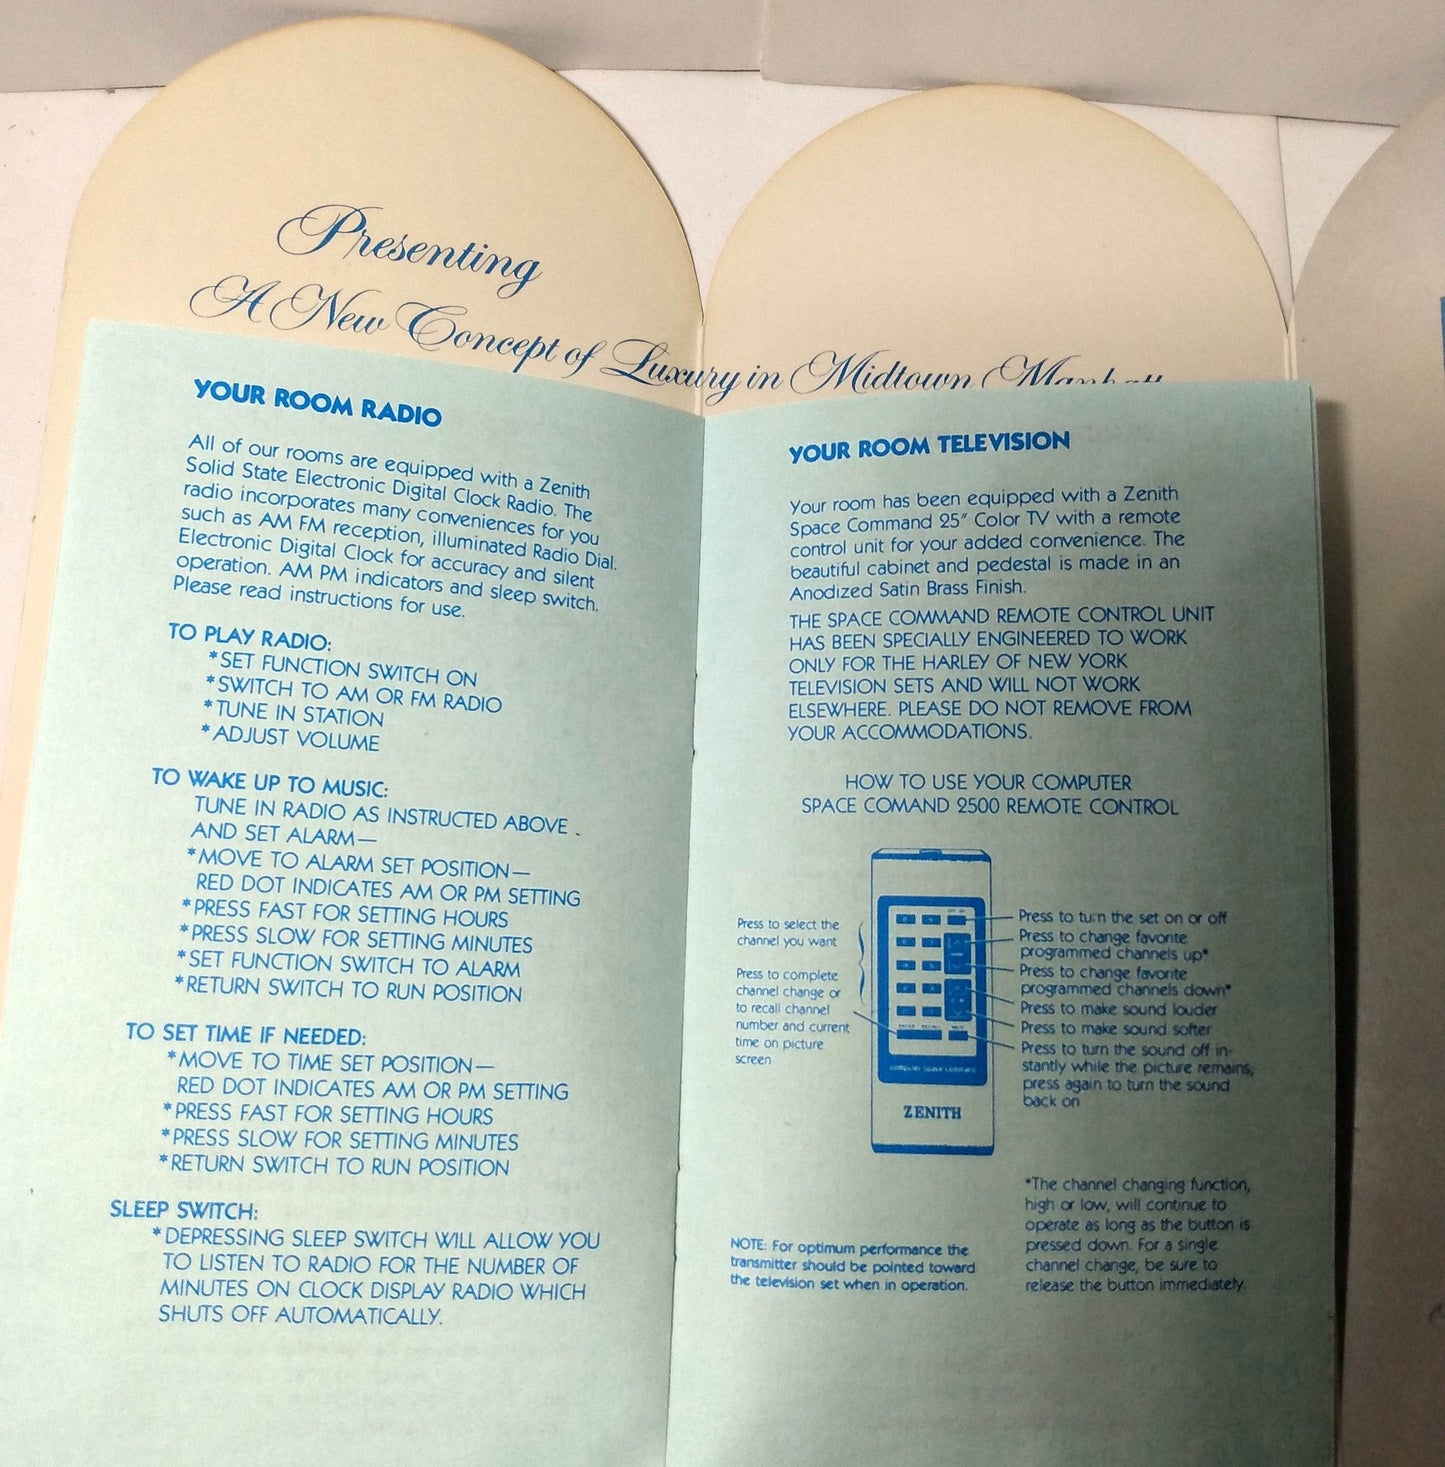 Presenting
A New Concept of Luxury in Midtown
YOUR ROOM RADIO
All of our rooms are equipped with a Zenith
Solid State Electronic Digital Clock Radio. The
radio incorporates many conveniences for you
such as AM FM reception, illuminated Radio Dial.
Electronic Digital Clock for accuracy and silent
operation. AM PM indicators and sleep switch.
Please read instructions for use.
TO PLAY RADIO:
*SET FUNCTION SWITCH ON
*SWITCH TO AM OR FM RADIO
*TUNE IN STATION
*ADJUST VOLUME
TO WAKE UP TO MUSIC:
TUNE IN RADIO AS INSTRUCTED ABOVE
AND SET ALARM—
*MOVE TO ALARM SET POSITION—
RED DOT INDICATES AM OR PM SETTING
*PRESS FAST FOR SETTING HOURS
*PRESS SLOW FOR SETTING MINUTES
*SET FUNCTION SWITCH TO ALARM
*RETURN SWITCH TO RUN POSITION
TO SET TIME IF NEEDED:
*MOVE TO TIME SET POSITION—
RED DOT INDICATES AM OR PM SETTING
*PRESS FAST FOR SETTING HOURS
*PRESS SLOW FOR SETTING MINUTES
*RETURN SWITCH TO RUN POSITION
SLEEP SWITCH:
*DEPRESSING SLEEP SWITCH WILL ALLOW YOU
TO LISTEN TO RADIO FOR THE NUMBER OF
MINUTES ON CLOCK DISPLAY RADIO WHICH
SHUTS OFF AUTOMATICALLY.
YOUR ROOM TELEVISION
Your room has been equipped with a Zenith
Space Command 25" Color TV with a remote
control unit for your added convenience. The
beautiful cabinet and pedestal is made in an
Anodized Satin Brass Finish.
THE SPACE COMMAND REMOTE CONTROL UNIT
HAS BEEN SPECIALLY ENGINEERED TO WORK
ONLY FOR THE HARLEY OF NEW YORK
TELEVISION SETS AND WILL NOT WORK
ELSEWHERE. PLEASE DO NOT REMOVE FROM
YOUR ACCOMMODATIONS.
HOW TO USE YOUR COMPUTER
SPACE COMAND 2500 REMOTE CONTROL
Press to select the
channel you want
Press to complete
channel change or
to recall channel
number and current
time on picture
screen
ZENITH
Press to turn the set on or off
Press to change favorite
programmed channels up*
Press to change favorite
programmed channels down*
Press to make sound louder
Press to make sound softer
Press to turn the sound off in-
stantly while the picture remains;
press again to turn the sound
back on
*The channel changing function,
high or low, will continue to
operate as long as the button is
pressed down. For a single
channel change, be sure to
release the button immediately.
NOTE: For optimum performance the
transmitter should be pointed toward
the television set when in operation.